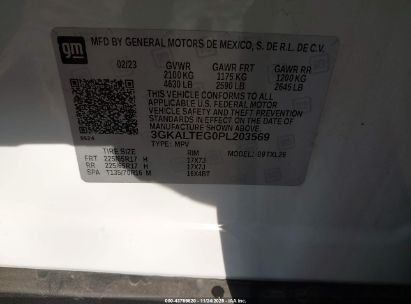 gm
MFD BY GENERAL MOTORS DE MEXICO, S. DE R.L. DE C.V.
02/23 GVWR GAWR FRT GAWR RR
2100 KG 1175 KG 1200 KG
4630 LB 2590 LB 2645 LB
THIS VEHICLE CONFORMS TO ALL
APPLICABLE U.S. FEDERAL MOTOR
VEHICLE SAFETY AND THEFT PREVENTION
STANDARDS IN EFFECT ON THE DATE OF
MANUFACTURE SHOWN ABOVE.
3GKALTEG0PL203569
TYPE: MPV
TIRE SIZE RIM
FRT 225/65R17 H 17X7J
RR 225/65R17 H 17X7J
SPA T135/70R16 M 16X4BT